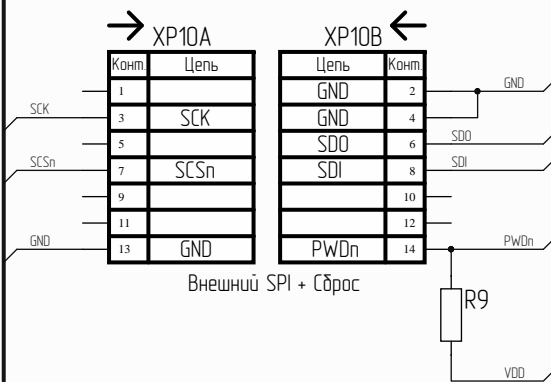 XP10A
XP10B
Конт. Цепь
Цепь Конт.
1
GND 2 GND
SCK 3 SCK
GND 4
5
SDO 6 SDO
SCSn 7 SCSn
SDI 8 SDI
9
10
11
12
GND 13 GND
PWDn 14 PWDn
Внешний SPI + Сброс
R9
VDD